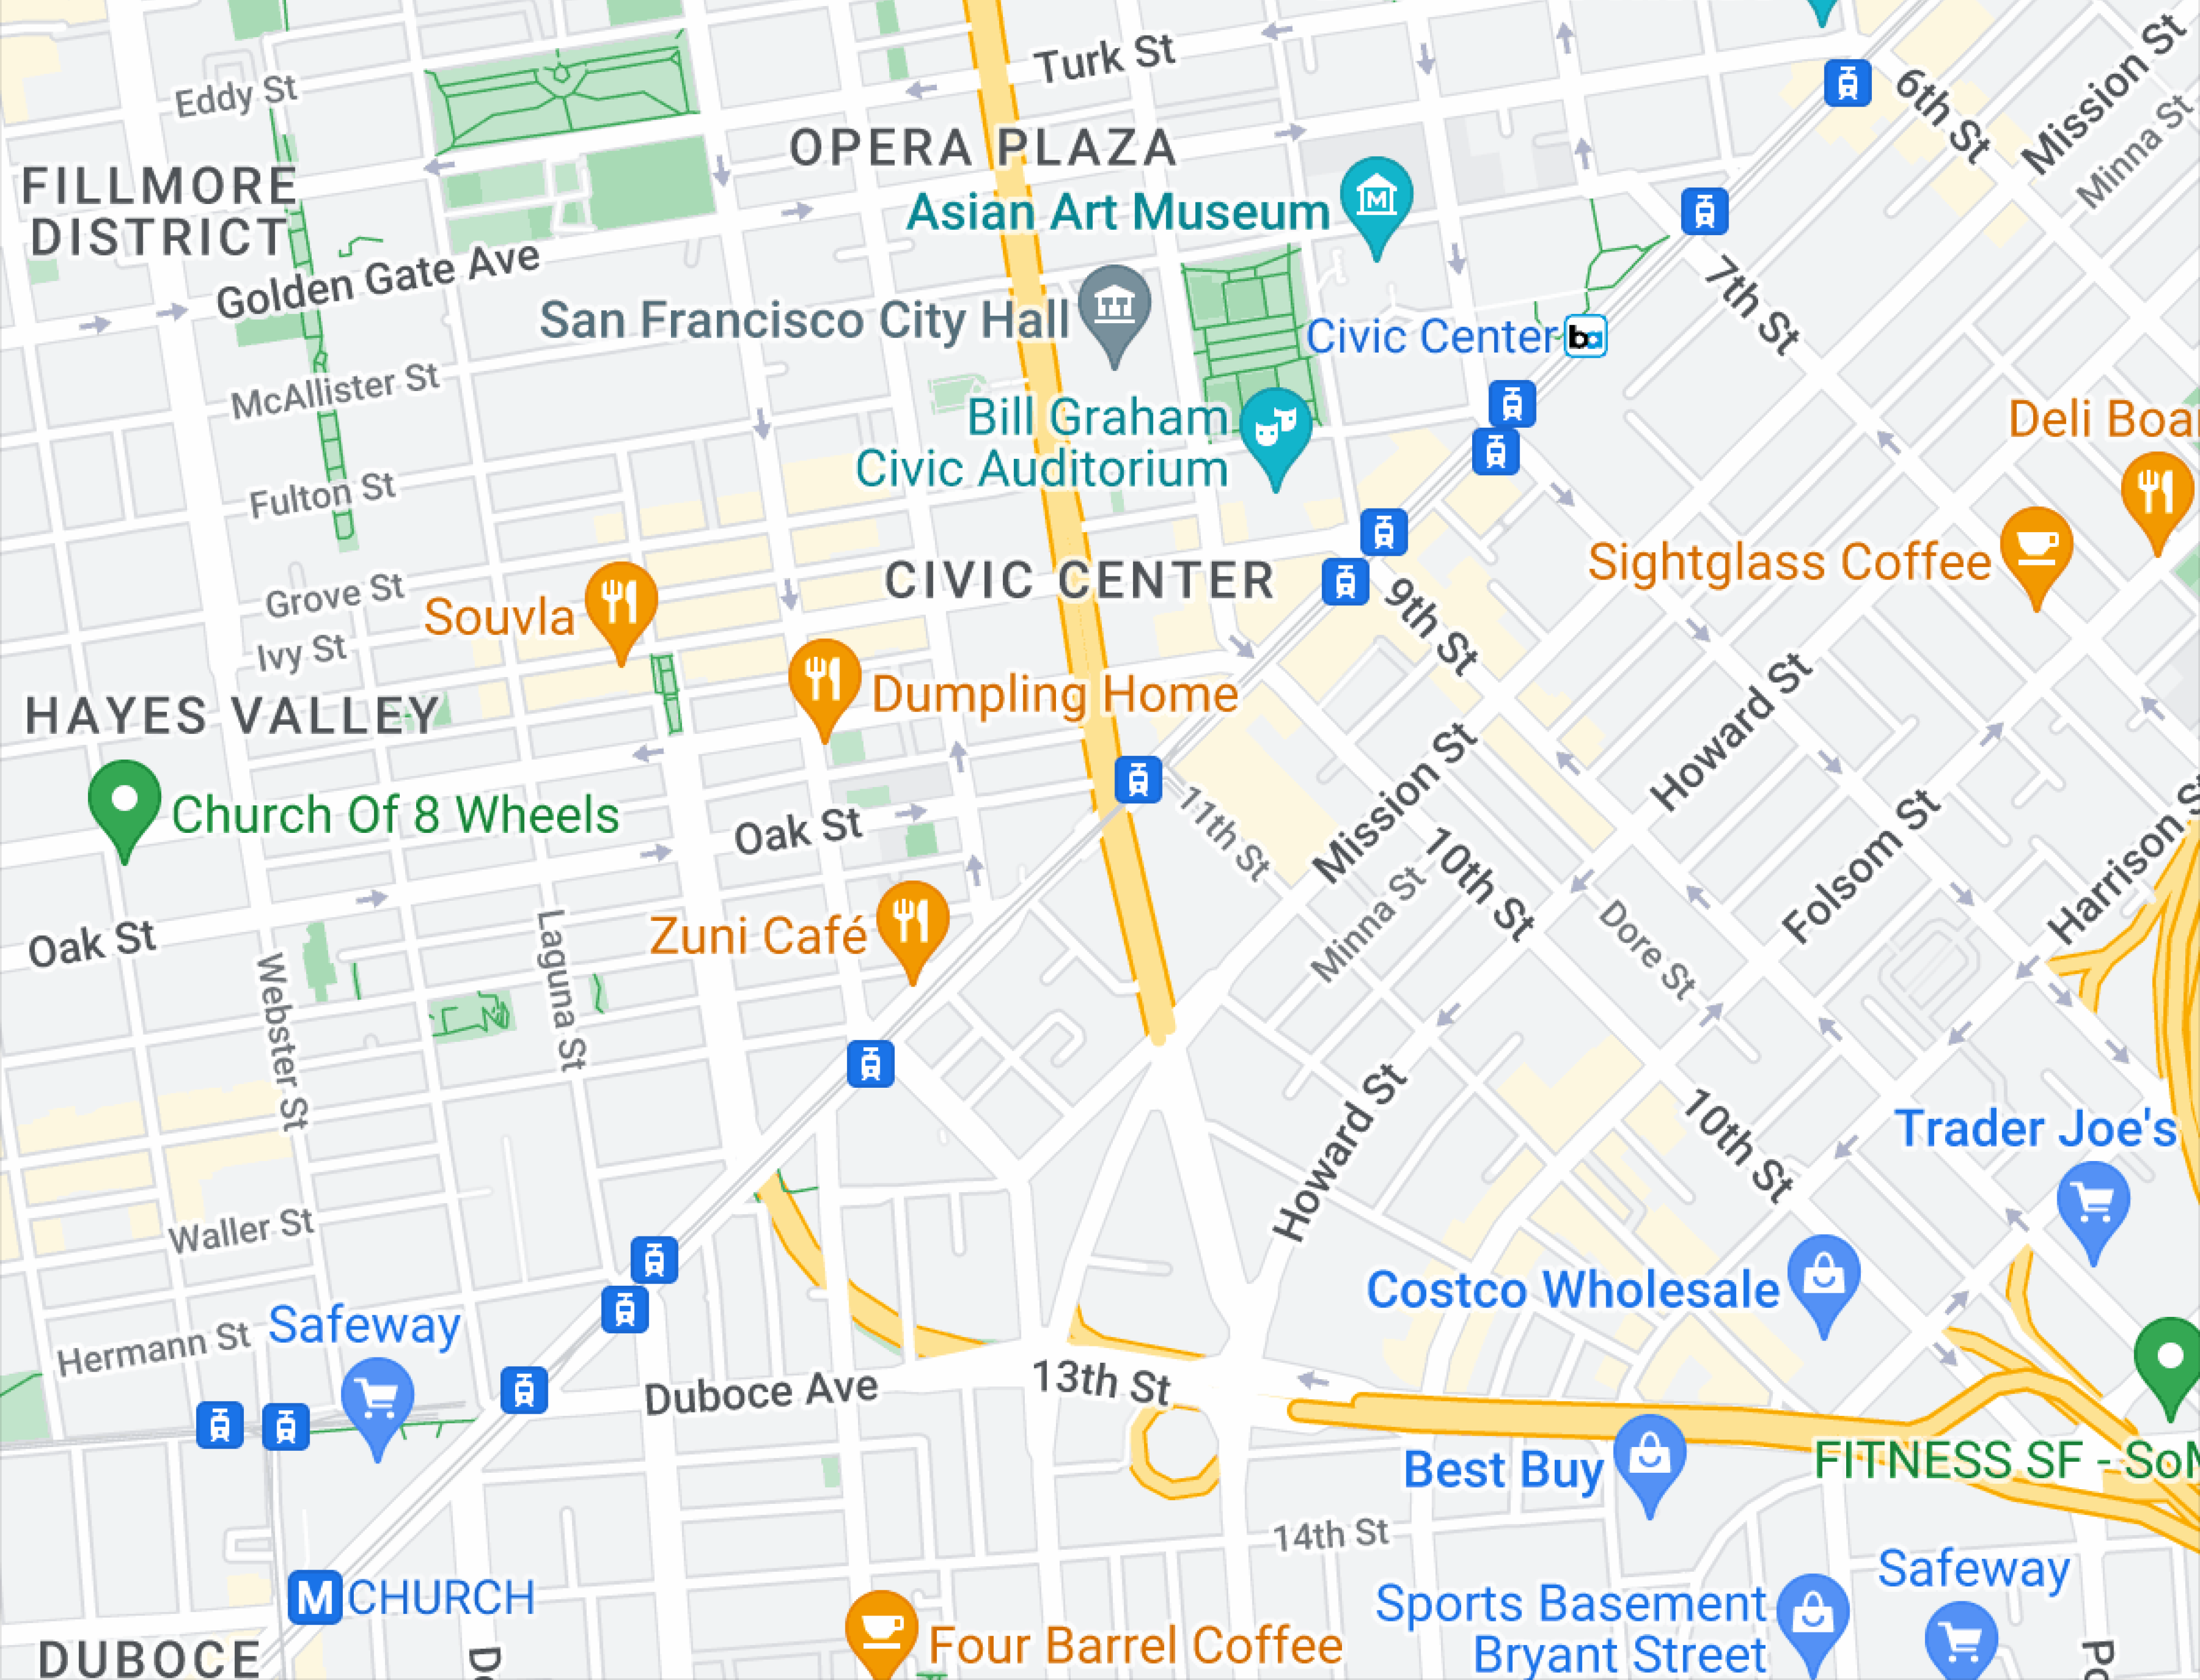 Turk St
Mission St
6th St
Minna St
Eddy St
OPERA PLAZA
FILLMORE
DISTRICT
Asian Art Museum
Golden Gate Ave
7th St
San Francisco City Hall
Civic Center
McAllister St
Bill Graham
Civic Auditorium
Deli Boar
Fulton St
Sightglass Coffee
CIVIC CENTER
Grove St
Souvla
9th St
Ivy St
HAYES VALLEY
Dumpling Home
Howard St
Mission St
Church Of 8 Wheels
Oak St
11th St
10th St
Folsom St
Harrison St
Minna St
Dore St
Oak St
Zuni Café
Laguna St
Webster St
Howard St
10th St
Trader Joe's
Waller St
Costco Wholesale
Hermann St
Safeway
Duboce Ave
13th St
Best Buy
FITNESS SF - SoM
14th St
M CHURCH
Safeway
Sports Basement
Bryant Street
Four Barrel Coffee
DUBOCE
Do
Po